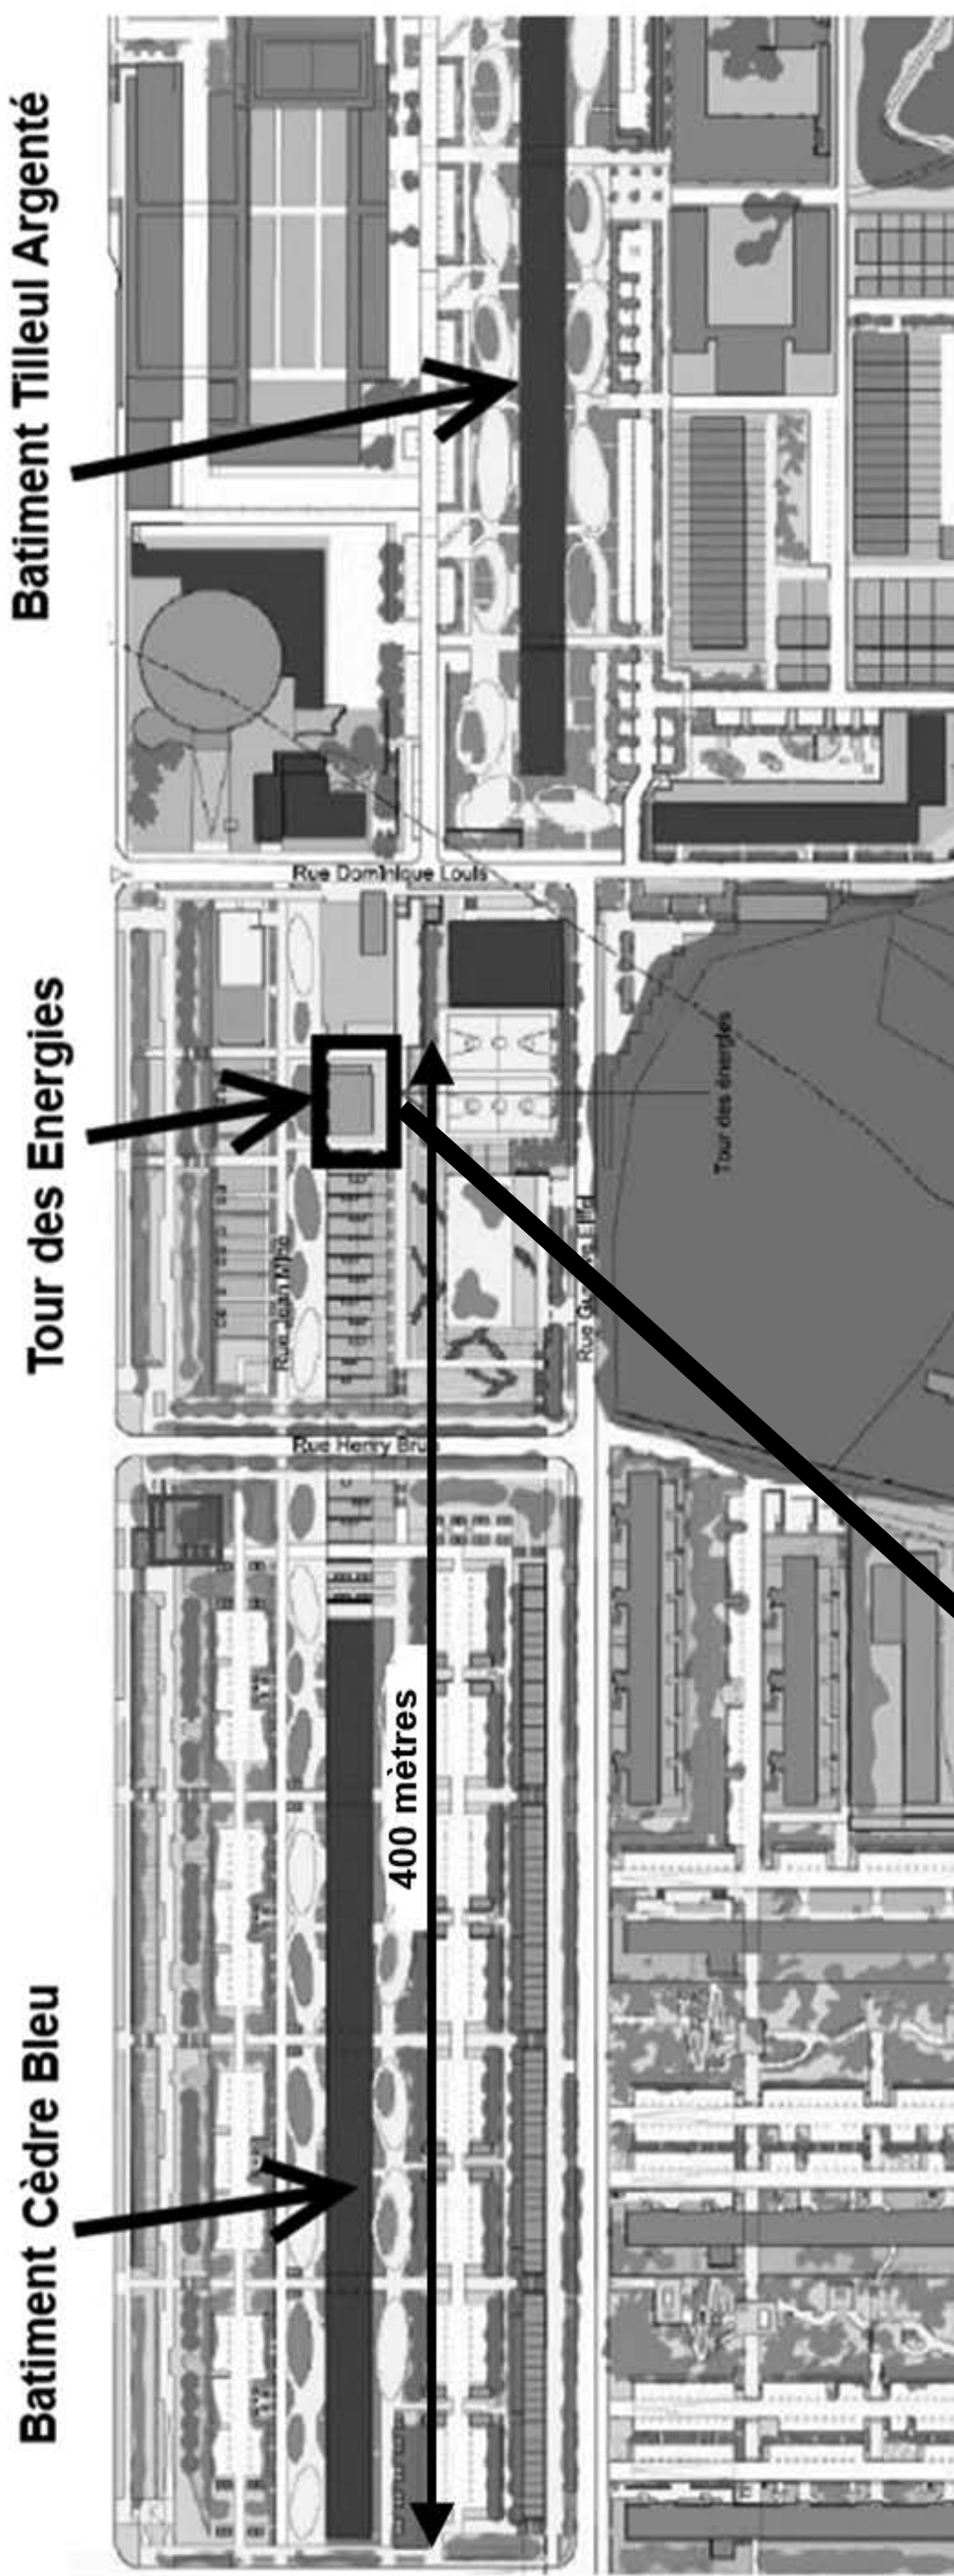 Batiment Tilleul Argenté
Tour des Energies
Batiment Cèdre Bleu
Rue Dominique Louis
Tour des énergies
Rue Henry Brun
400 mètres